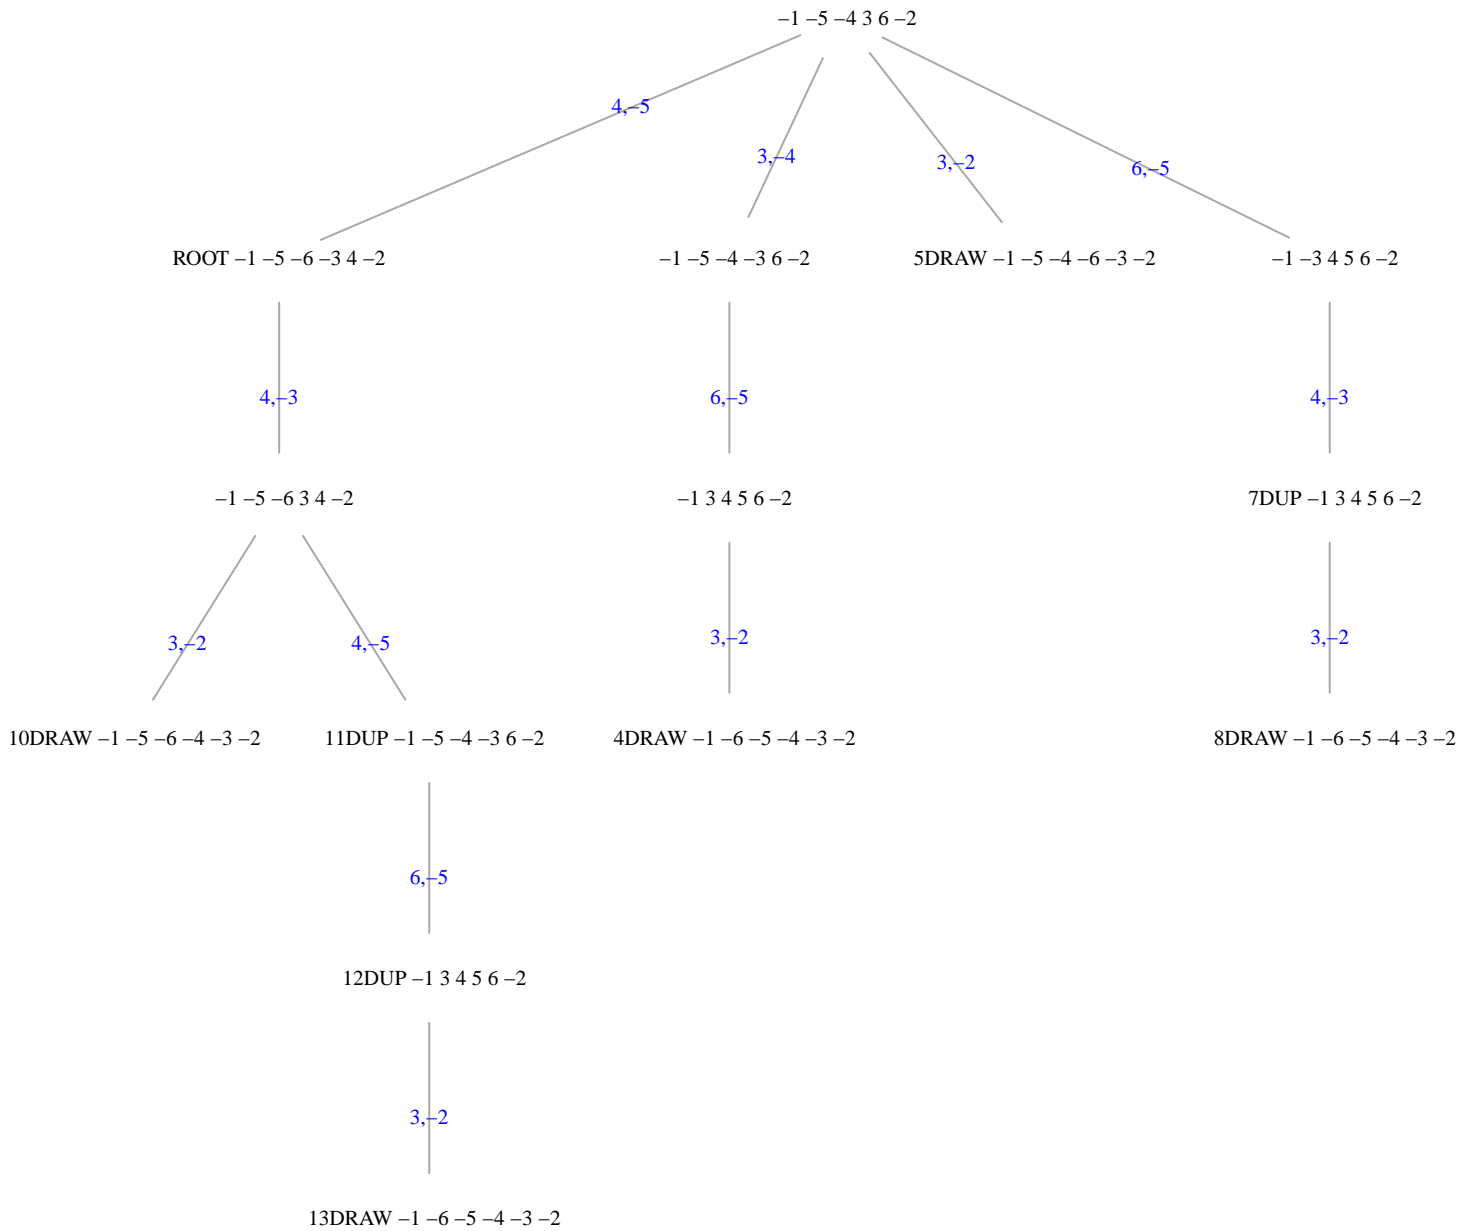 –1 –5 –4 3 6 –2
4,–5
3,–4
3,–2
6,–5
ROOT –1 –5 –6 –3 4 –2
–1 –5 –4 –3 6 –2
5DRAW –1 –5 –4 –6 –3 –2
–1 –3 4 5 6 –2
4,–3
6,–5
4,–3
–1 –5 –6 3 4 –2
–1 3 4 5 6 –2
7DUP –1 3 4 5 6 –2
3,–2
4,–5
3,–2
3,–2
10DRAW –1 –5 –6 –4 –3 –2
11DUP –1 –5 –4 –3 6 –2
4DRAW –1 –6 –5 –4 –3 –2
8DRAW –1 –6 –5 –4 –3 –2
6,–5
12DUP –1 3 4 5 6 –2
3,–2
13DRAW –1 –6 –5 –4 –3 –2